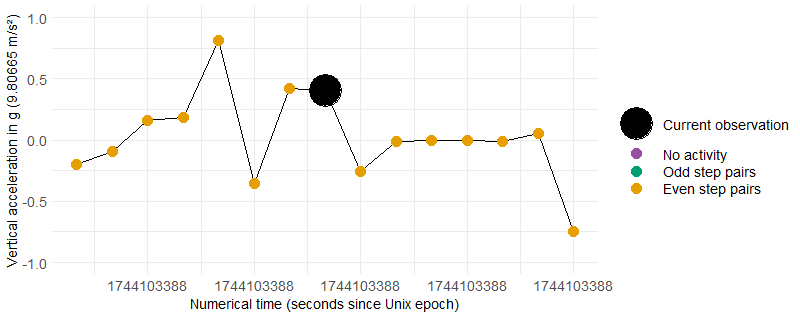 Vertical acceleration in g (9.80665 m/s²)
1.0
0.5
0.0
-0.5
-1.0
1744103388 1744103388 1744103388 1744103388 1744103388
Numerical time (seconds since Unix epoch)
Current observation
No activity
Odd step pairs
Even step pairs